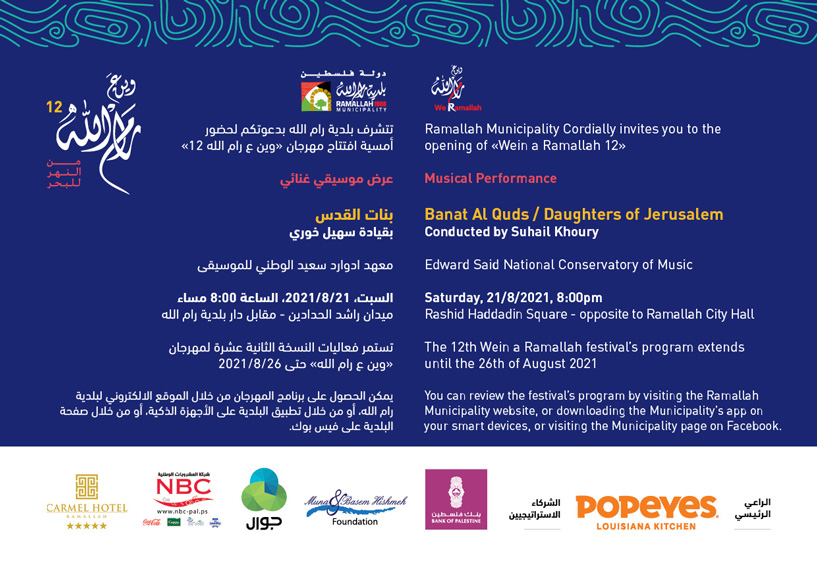 وين ع
رام الله
12
مـــن
النهر
للبحر
دولـة فـلـسـطـيـن
بلدية رام الله
RAMALLAH
MUNICIPALITY
تتشرف بلدية رام الله بدعوتكم لحضور
أمسية افتتاح مهرجان «وين ع رام الله 12»
عرض موسيقي غنائي
بنات القدس
بقيادة سهيل خوري
معهد ادوارد سعيد الوطني للموسيقى
السبت، 2021/8/21، الساعة 8:00 مساء
ميدان راشد الحدادين - مقابل دار بلدية رام الله
تستمر فعاليات النسخة الثانية عشرة لمهرجان
«وين ع رام الله» حتى 2021/8/26
يمكن الحصول على برنامج المهرجان من خلال الموقع الالكتروني لبلدية
رام الله، أو من خلال تطبيق البلدية على الأجهزة الذكية، أو من خلال صفحة
البلدية على فيس بوك.
We Ramallah
Ramallah Municipality Cordially invites you to the
opening of «Wein a Ramallah 12»
Musical Performance
Banat Al Quds / Daughters of Jerusalem
Conducted by Suhail Khoury
Edward Said National Conservatory of Music
Saturday, 21/8/2021, 8:00pm
Rashid Haddadin Square - opposite to Ramallah City Hall
The 12th Wein a Ramallah festival's program extends
until the 26th of August 2021
You can review the festival's program by visiting the Ramallah
Municipality website, or downloading the Municipality's app on
your smart devices, or visiting the Municipality page on Facebook.
الراعي
الرئيسي
POPEYES
LOUISIANA KITCHEN
الشركاء
الاستراتيجيين
بنك فلسطين
BANK OF PALESTINE
Muna & Basem Hishmeh
Foundation
جوال
شركة المشروبات الوطنية
NBC
www.nbc-pal.ps
Coca-Cola
CARMEL HOTEL
RAMALLAH